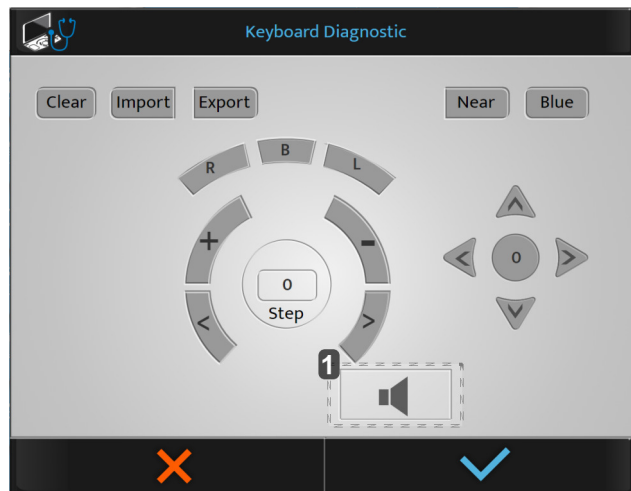 Keyboard Diagnostic
Clear Import Export Near Blue
R B L
+ -
0
0
Step
< >
1